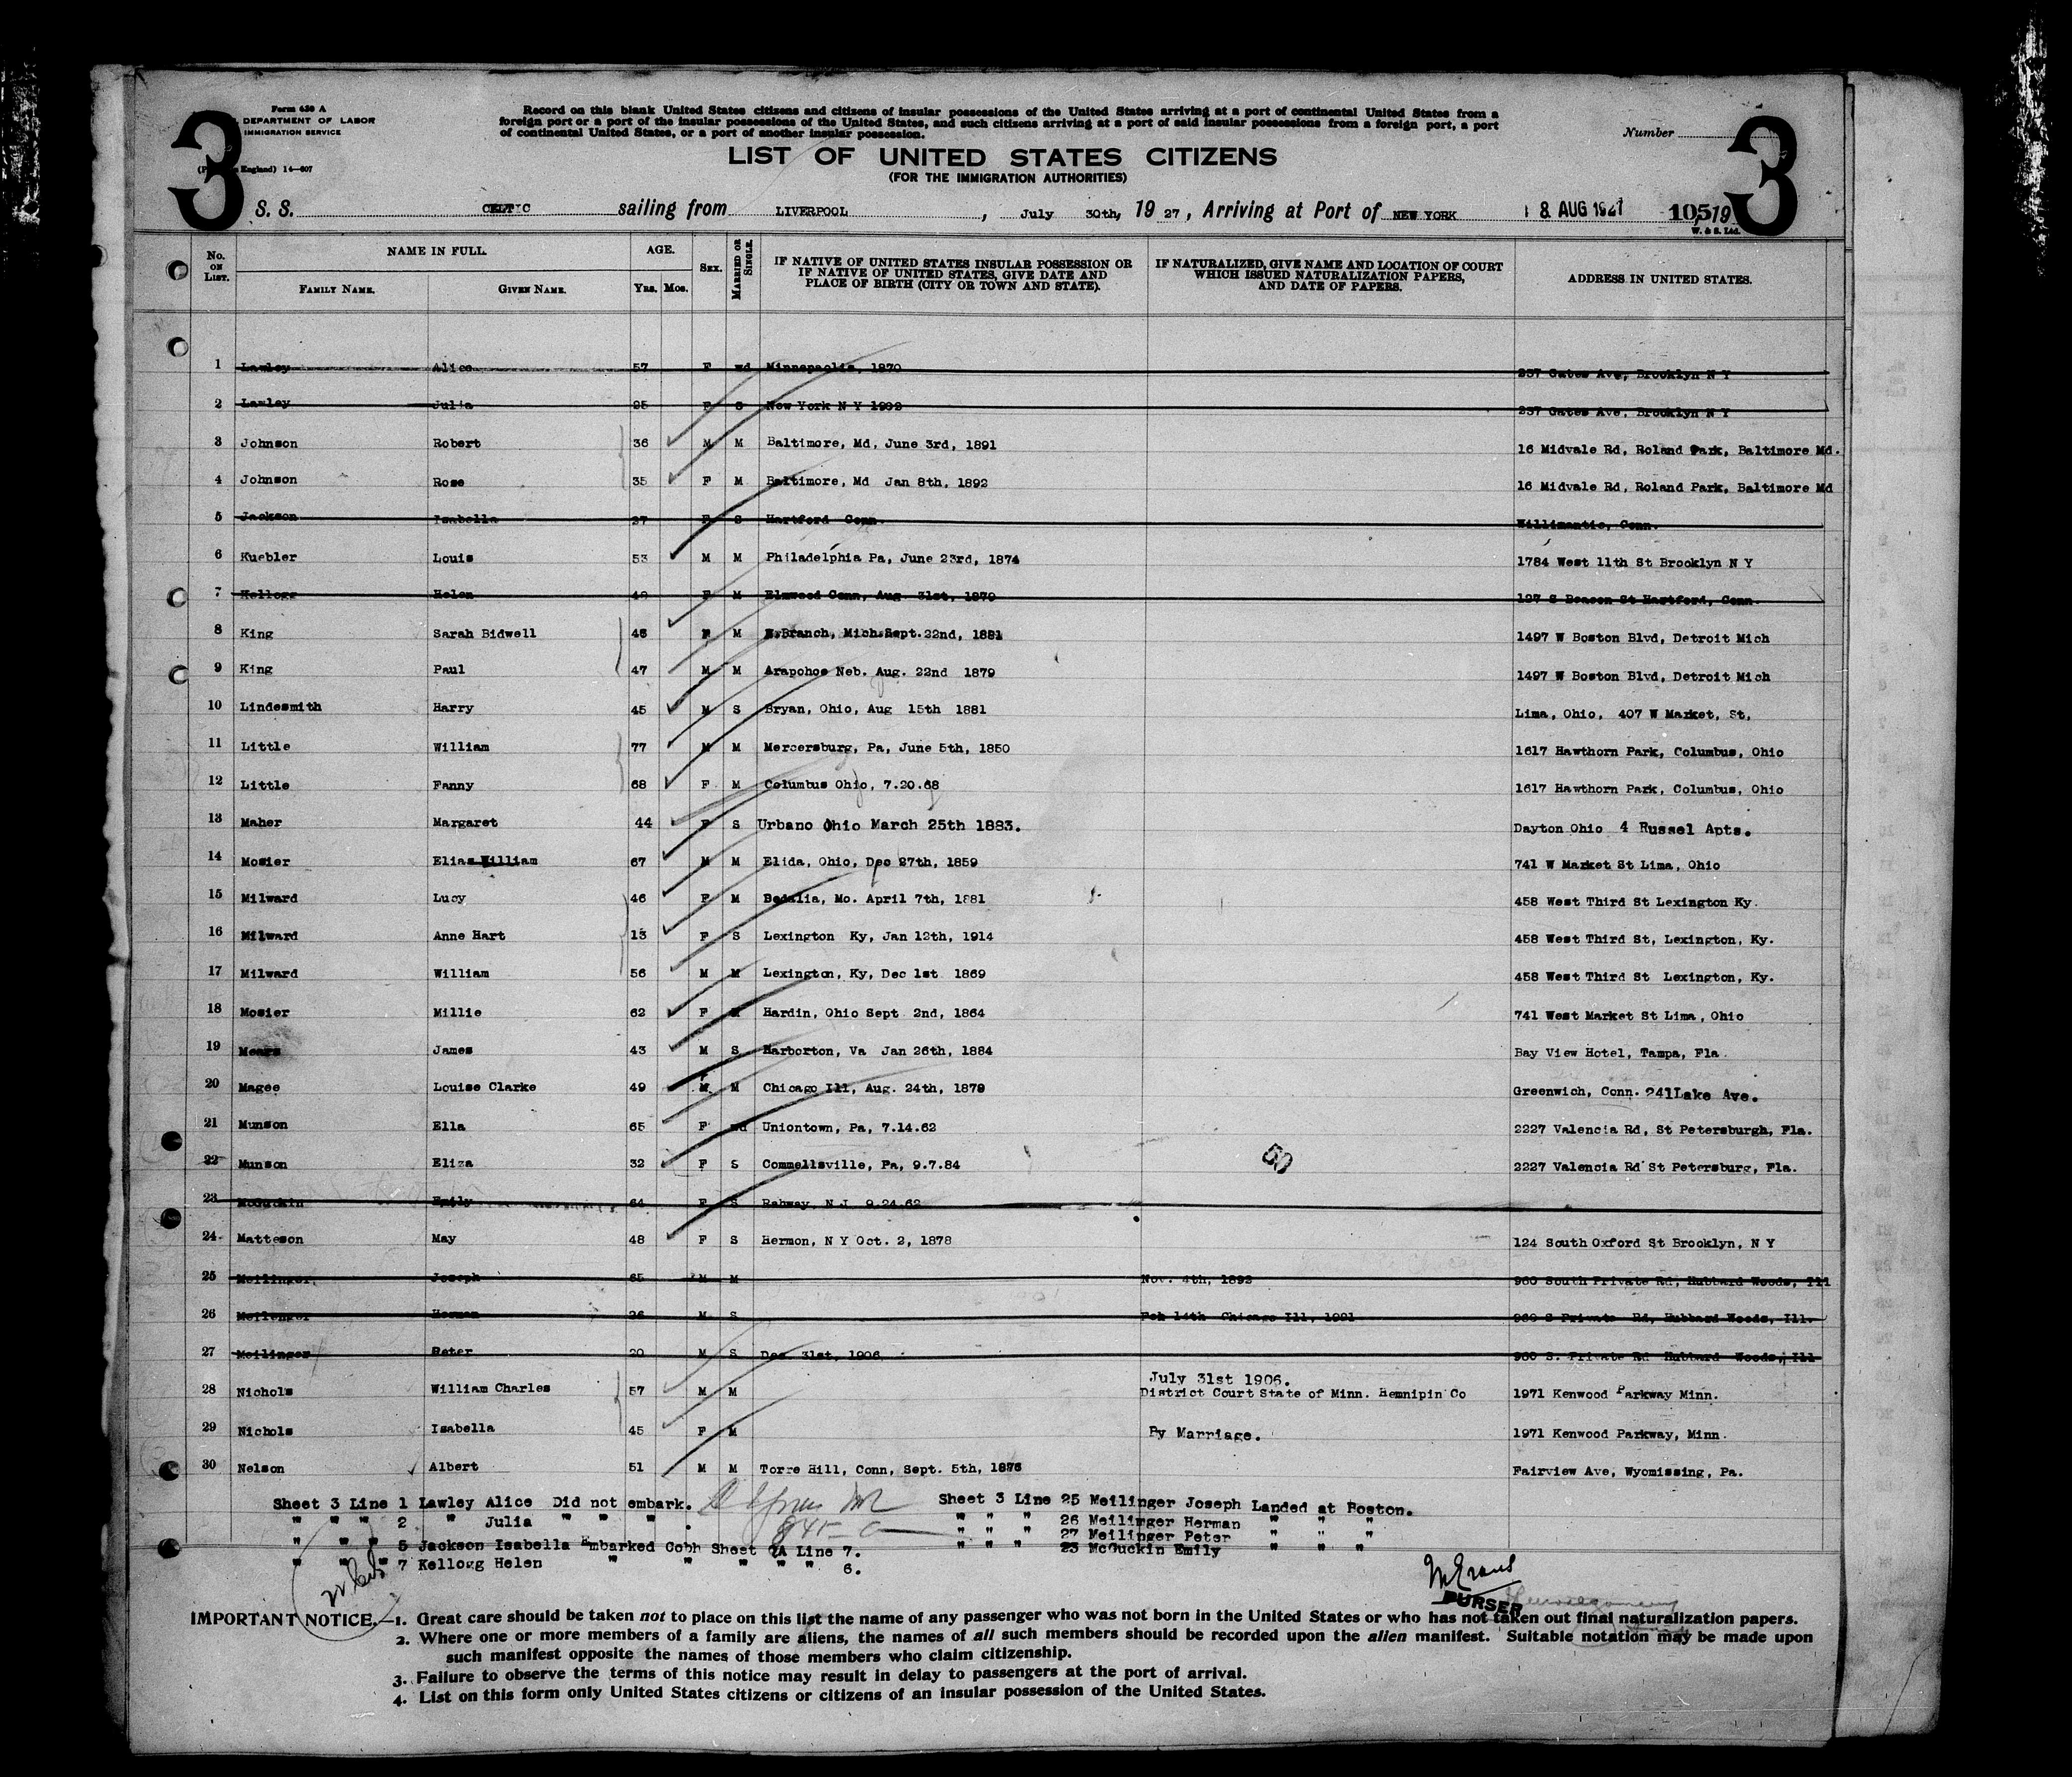 3
Form 630 A
DEPARTMENT OF LABOR
IMMIGRATION SERVICE
England) 14—607
Record on this blank United States citizens and citizens of insular possessions of the United States arriving at a port of continental United States from a
foreign port or a port of the insular possessions of the United States, and such citizens arriving at a port of said insular possessions from a foreign port, a port
of continental United States, or a port of another insular possession.
Number
3
LIST OF UNITED STATES CITIZENS
(FOR THE IMMIGRATION AUTHORITIES)
S. S. CELTIC sailing from LIVERPOOL, July 30th, 19 27, Arriving at Port of NEW YORK 8 AUG 1927 10519
W. & S. Ltd.
No. ON LIST. NAME IN FULL. FAMILY NAME. GIVEN NAME. AGE. YRS. MOS. SEX. MARRIED OR SINGLE. IF NATIVE OF UNITED STATES INSULAR POSSESSION OR IF NATIVE OF UNITED STATES, GIVE DATE AND PLACE OF BIRTH (CITY OR TOWN AND STATE). IF NATURALIZED, GIVE NAME AND LOCATION OF COURT WHICH ISSUED NATURALIZATION PAPERS, AND DATE OF PAPERS. ADDRESS IN UNITED STATES.
1 Lawley Alice 57 F wd Minneapolis, 1870 237 Gates Ave, Brooklyn N Y
2 Lawley Julia 25 F S New York N Y 1902 237 Gates Ave, Brooklyn N Y
3 Johnson Robert 36 M M Baltimore, Md, June 3rd, 1891 16 Midvale Rd, Roland Park, Baltimore Md.
4 Johnson Rose 35 F M Baltimore, Md Jan 8th, 1892 16 Midvale Rd, Roland Park, Baltimore Md
5 Jackson Isabella 27 F S Hartford Conn. Willimantic, Conn.
6 Kuebler Louis 53 M M Philadelphia Pa, June 23rd, 1874 1784 West 11th St Brooklyn N Y
7 Kellogg Helen F M Elmwood Conn, Aug. 31st, 1879 127 S Beacon St Hartford, Conn.
8 King Sarah Bidwell 46 F M Branch, Mich. Sept. 22nd, 1881 1497 W Boston Blvd, Detroit Mich
9 King Paul 47 M M Arapohoe Neb. Aug. 22nd 1879 1497 W Boston Blvd, Detroit Mich
10 Lindesmith Harry 45 M S Bryan, Ohio, Aug 15th 1881 Lima, Ohio, 407 W Market, St,
11 Little William 77 M M Mercersburg, Pa, June 5th, 1850 1617 Hawthorn Park, Columbus, Ohio
12 Little Fanny 68 F M Columbus Ohio, 7.20.68 1617 Hawthorn Park, Columbus, Ohio
13 Maher Margaret 44 F S Urbano Ohio March 25th 1883. Dayton Ohio 4 Russel Apts.
14 Mosier Elias William 67 M M Elida, Ohio, Dec 27th, 1859 741 W Market St Lima, Ohio
15 Milward Lucy 46 F M Sedalia, Mo. April 7th, 1881 458 West Third St Lexington Ky.
16 Milward Anne Hart 13 F S Lexington Ky, Jan 12th, 1914 458 West Third St, Lexington, Ky.
17 Milward William 56 M M Lexington, Ky, Dec 1st 1869 458 West Third St Lexington, Ky.
18 Mosier Millie 62 F M Hardin, Ohio Sept 2nd, 1864 741 West Market St Lima, Ohio
19 Mears James 43 M S Harborton, Va Jan 26th, 1884 Bay View Hotel, Tampa, Fla.
20 Magee Louise Clarke 49 M Chicago Ill, Aug. 24th, 1879 Greenwich, Conn. 241 Lake Ave.
21 Munson Ella 65 F wd Uniontown, Pa, 7.14.62 2227 Valencia Rd, St Petersburgh, Fla.
22 Munson Eliza 32 F S Commellsville, Pa, 9.7.84 50 2227 Valencia Rd St Petersburg, Fla.
23 McGuckin Emily 64 F S Rahway, N J 9.24.62
24 Matteson May 48 F S Hermon, N Y Oct. 2, 1878 124 South Oxford St Brooklyn, N Y
25 Meilinger Joseph 65 M M Nov. 4th, 1892 960 South Private Rd, Hubbard Woods, Ill
26 Meilenger Herman 26 M S Feb 14th Chicago Ill, 1901 960 S Private Rd, Hubbard Woods, Ill.
27 Meilinger Peter 20 M S Dec. 31st, 1906 960 S. Private Rd Hubbard Woods, Ill
28 Nichols William Charles 57 M M July 31st 1906. District Court State of Minn. Hemnipin Co 1971 Kenwood Parkway Minn.
29 Nichols Isabella 45 F M By Marriage. 1971 Kenwood Parkway, Minn.
30 Nelson Albert 51 M M Torre Hill, Conn, Sept. 5th, 1876 Fairview Ave, Wyomissing, Pa.
Sheet 3 Line 1 Lawley Alice Did not embark.
" " " 2 " Julia " " " .
" " " 5 Jackson Isabella Embarked Cobh Sheet 7A Line 7.
" " " 7 Kellogg Helen " " " " " 6.
Sheet 3 Line 25 Meilinger Joseph Landed at Boston.
" " " 26 Meilinger Herman " " "
" " " 27 Meilinger Peter " " "
" " " 23 McGuckin Emily " " "
M Evans
PURSER
IMPORTANT NOTICE.—1. Great care should be taken not to place on this list the name of any passenger who was not born in the United States or who has not taken out final naturalization papers.
2. Where one or more members of a family are aliens, the names of all such members should be recorded upon the alien manifest. Suitable notation may be made upon
such manifest opposite the names of those members who claim citizenship.
3. Failure to observe the terms of this notice may result in delay to passengers at the port of arrival.
4. List on this form only United States citizens or citizens of an insular possession of the United States.